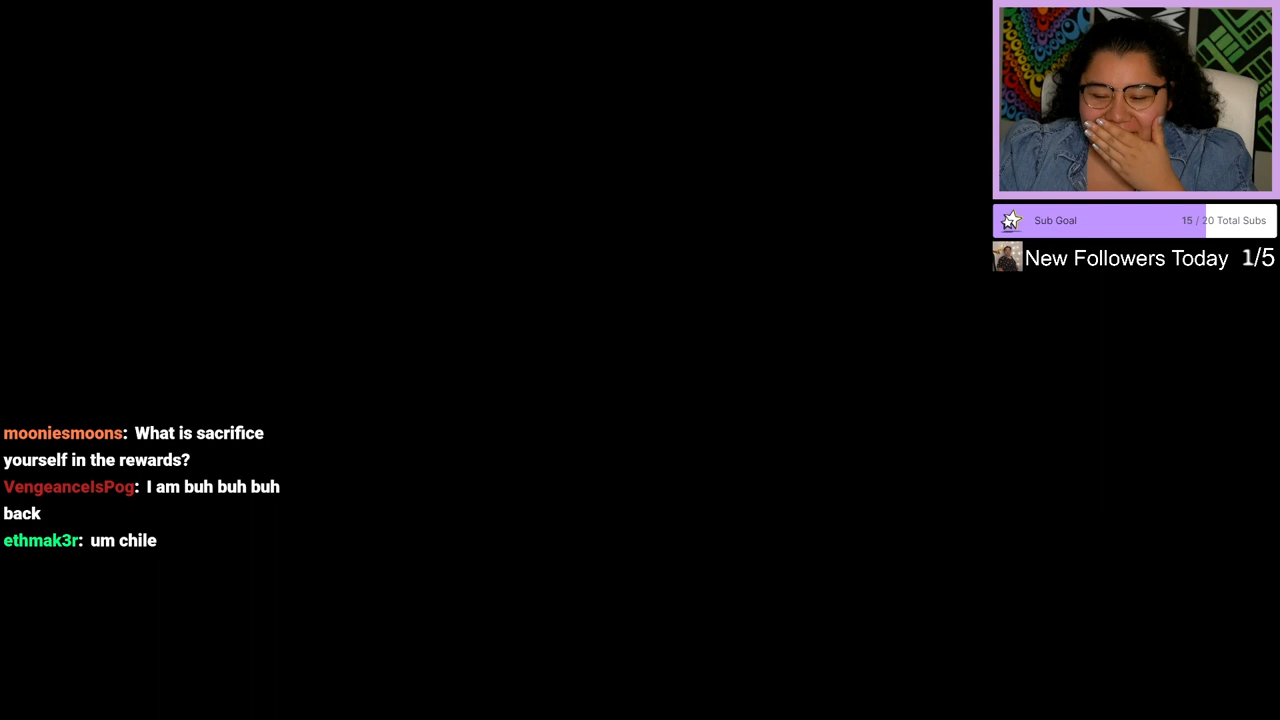 Sub Goal 15 / 20 Total Subs
New Followers Today 1/5
mooniesmoons: What is sacrifice
yourself in the rewards?
VengeanceIsPog: I am buh buh buh
back
ethmak3r: um chile